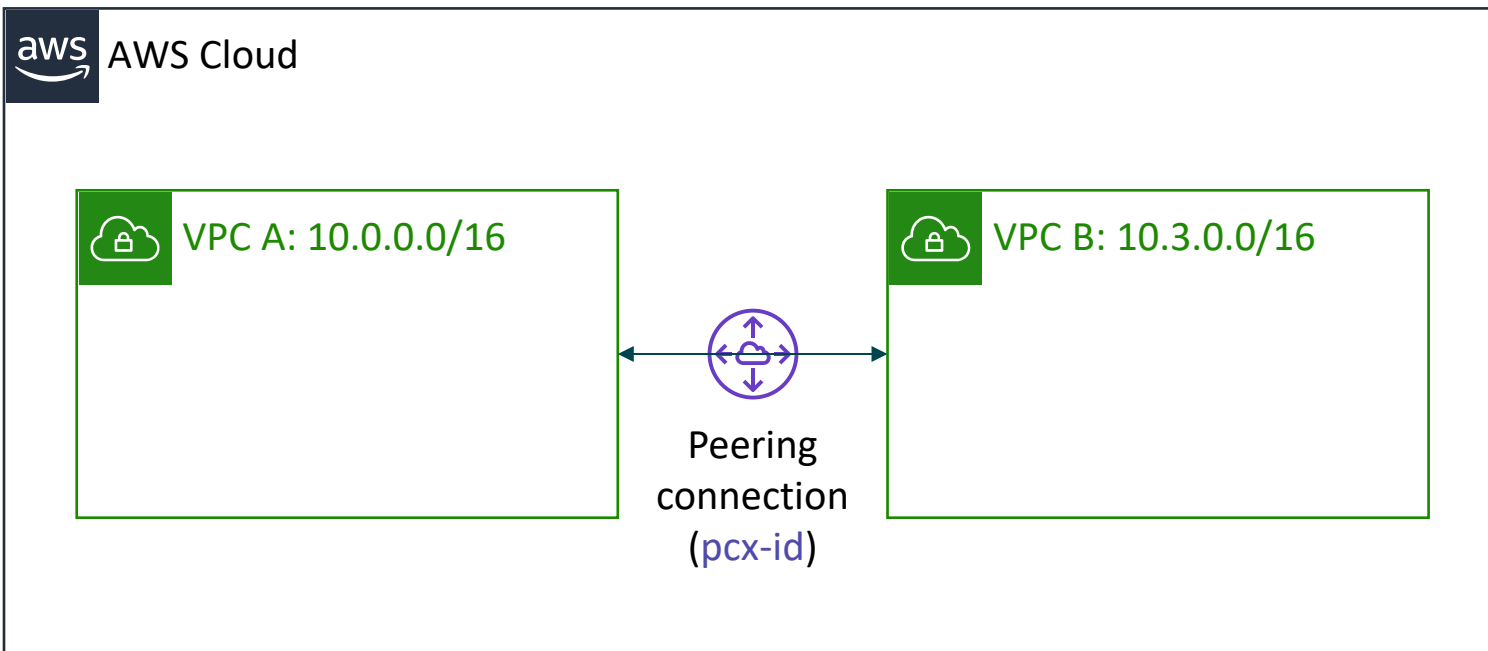 aws
AWS Cloud
VPC A: 10.0.0.0/16
VPC B: 10.3.0.0/16
Peering
connection
(pcx-id)